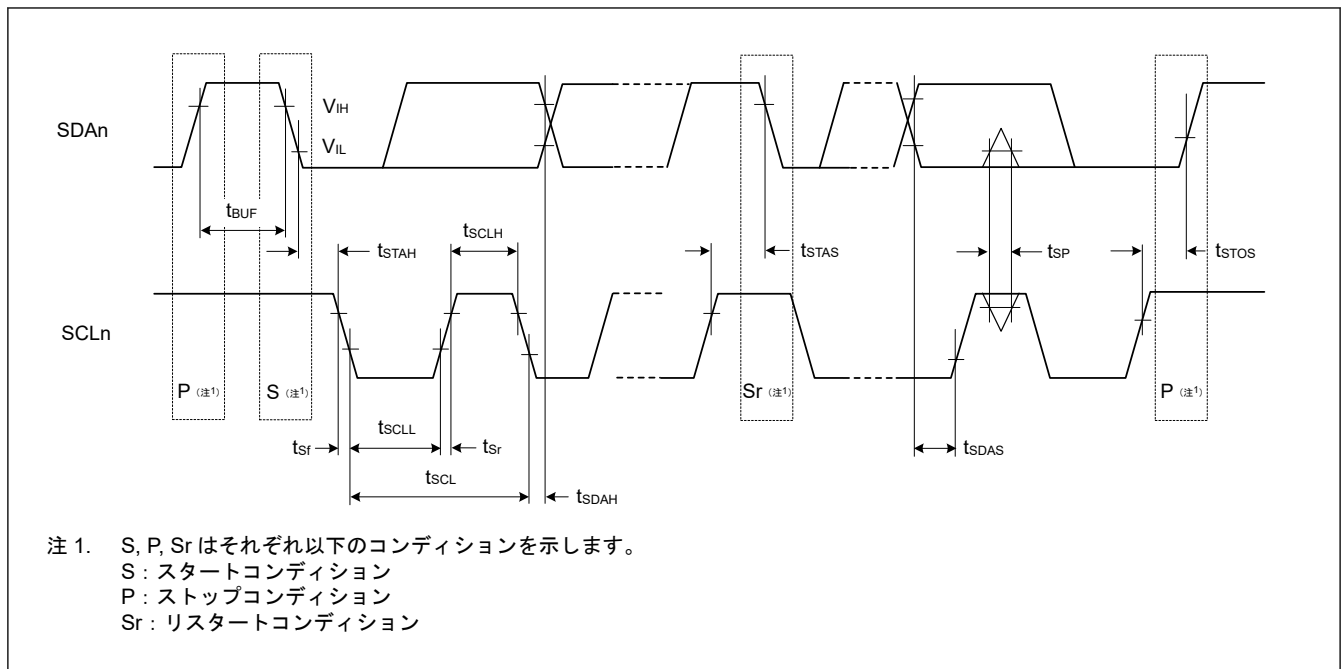 SDAn
VIH
VIL
tBUF
tSTAH
tSCLH
tSTAS
tSP
tSTOS
SCLn
P（注1）
S（注1）
Sr（注1）
P（注1）
tSf
tSCLL
tSr
tSDAS
tSCL
tSDAH
注 1. S, P, Sr はそれぞれ以下のコンディションを示します。
S：スタートコンディション
P：ストップコンディション
Sr：リスタートコンディション